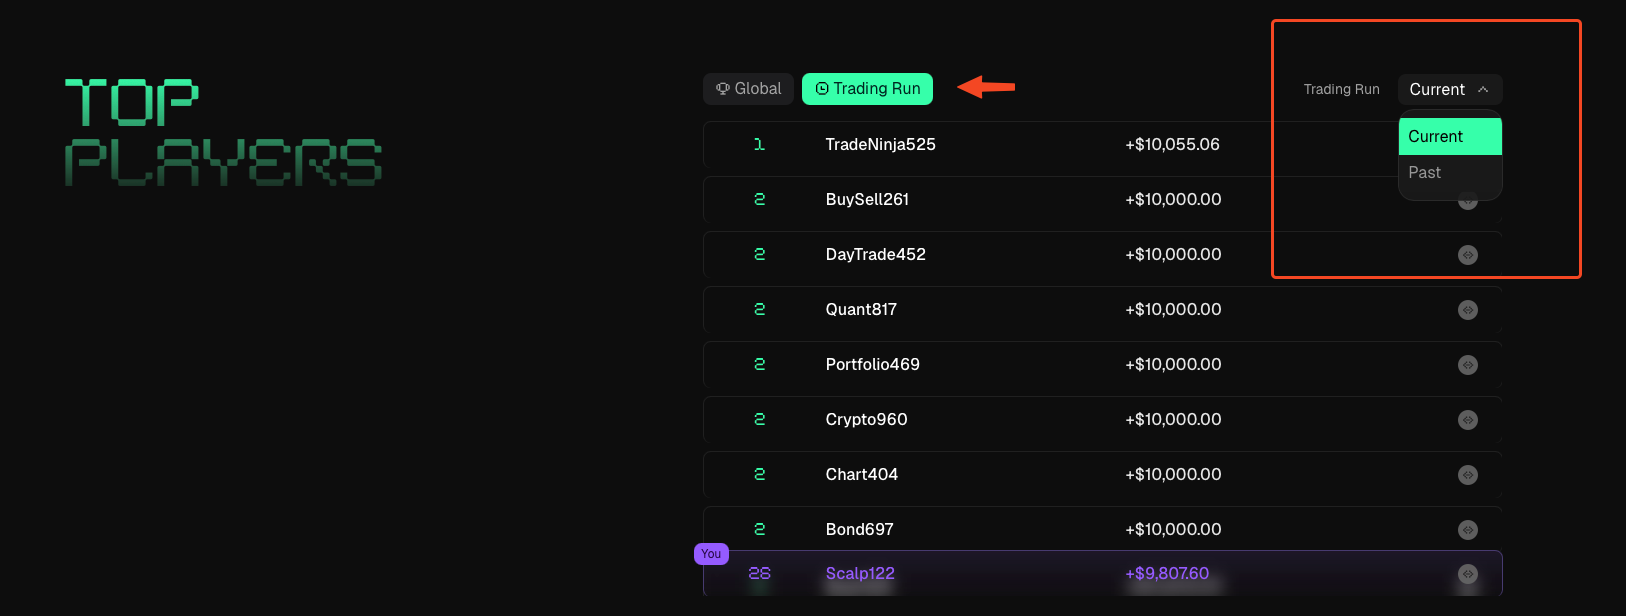 TOP
PLAYERS
Global
Trading Run
Trading Run
Current
Current
Past
1 TradeNinja525 +$10,055.06
2 BuySell261 +$10,000.00
2 DayTrade452 +$10,000.00
2 Quant817 +$10,000.00
2 Portfolio469 +$10,000.00
2 Crypto960 +$10,000.00
2 Chart404 +$10,000.00
2 Bond697 +$10,000.00
You
26 Scalp122 +$9,807.60